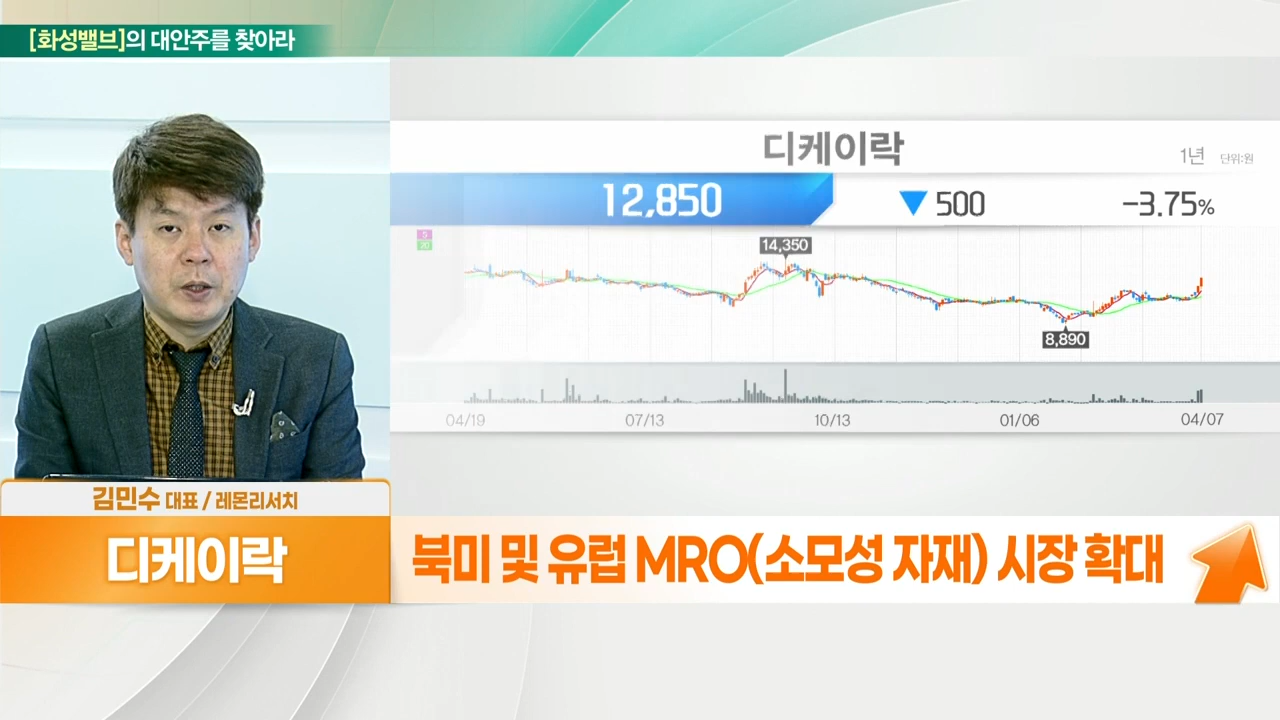 [화성밸브]의 대안주를 찾아라
디케이락
1년 단위:원
12,850 ▼ 500 -3.75%
5
20
14,350
8,890
04/19 07/13 10/13 01/06 04/07
김민수 대표 / 레몬리서치
디케이락
북미 및 유럽 MRO(소모성 자재) 시장 확대